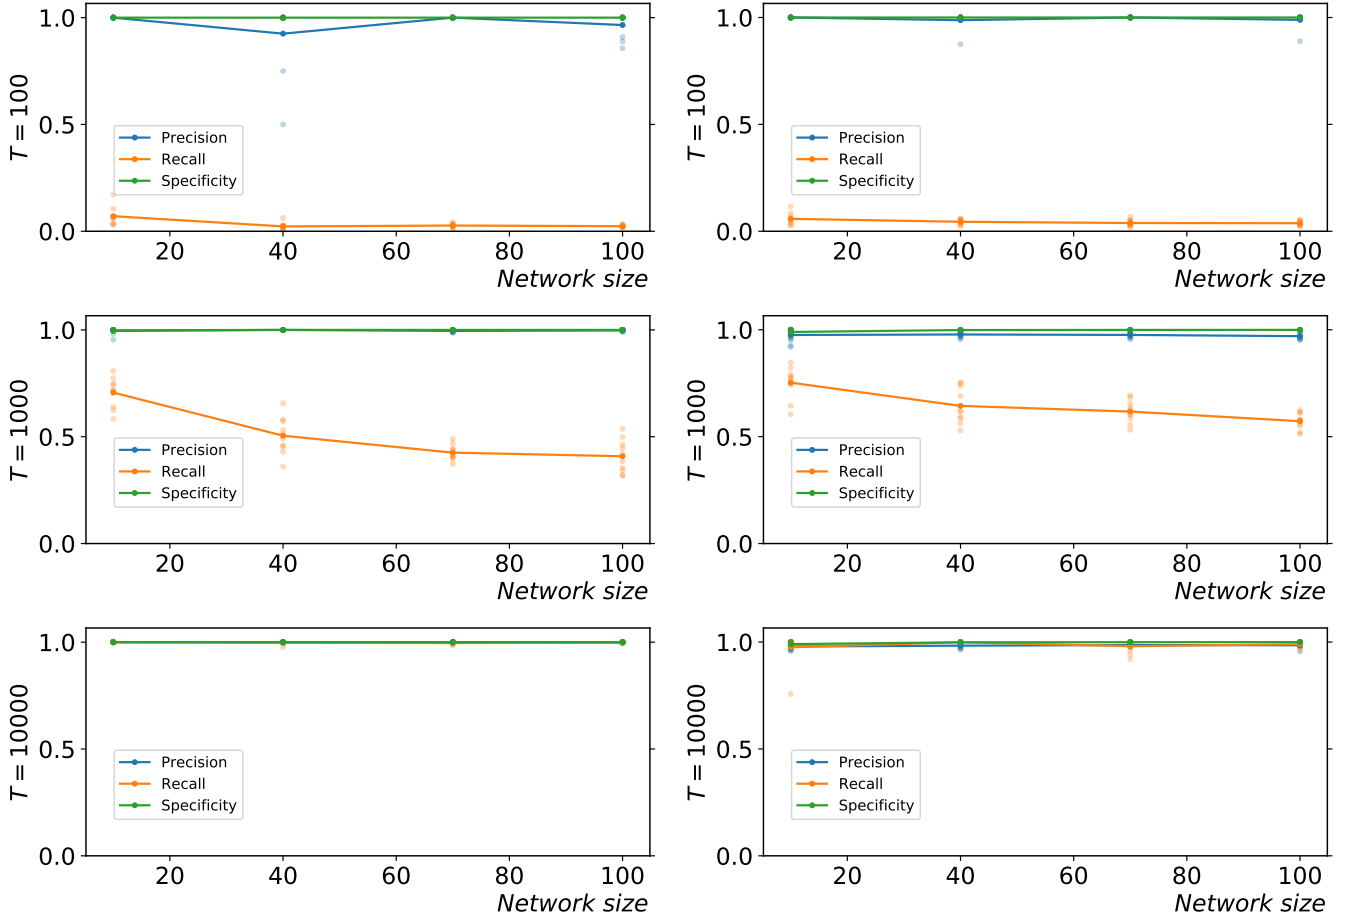 1.0
0.5
0.0
T = 100
Precision
Recall
Specificity
20 40 60 80 100
Network size
1.0
0.5
0.0
T = 100
Precision
Recall
Specificity
20 40 60 80 100
Network size
1.0
0.5
0.0
T = 1000
Precision
Recall
Specificity
20 40 60 80 100
Network size
1.0
0.5
0.0
T = 1000
Precision
Recall
Specificity
20 40 60 80 100
Network size
1.0
0.5
0.0
T = 10000
Precision
Recall
Specificity
20 40 60 80 100
Network size
1.0
0.5
0.0
T = 10000
Precision
Recall
Specificity
20 40 60 80 100
Network size